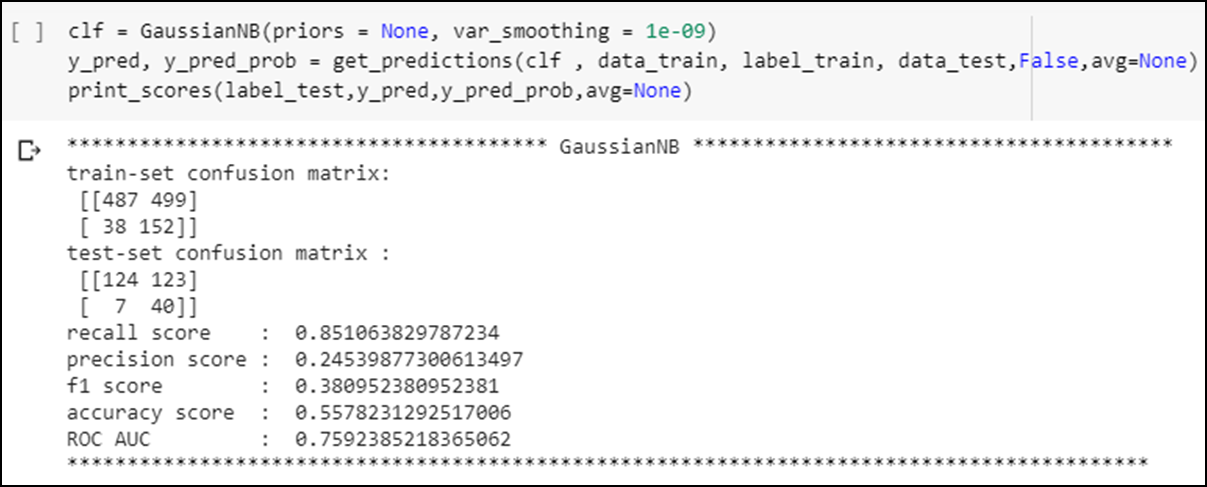 [ ] clf = GaussianNB(priors = None, var_smoothing = 1e-09)
y_pred, y_pred_prob = get_predictions(clf , data_train, label_train, data_test,False,avg=None)
print_scores(label_test,y_pred,y_pred_prob,avg=None)
**************************************** GaussianNB ****************************************
train-set confusion matrix:
[[487 499]
[ 38 152]]
test-set confusion matrix :
[[124 123]
[  7  40]]
recall score    :  0.851063829787234
precision score :  0.24539877300613497
f1 score        :  0.380952380952381
accuracy score  :  0.5578231292517006
ROC AUC         :  0.7592385218365062
******************************************************************************************